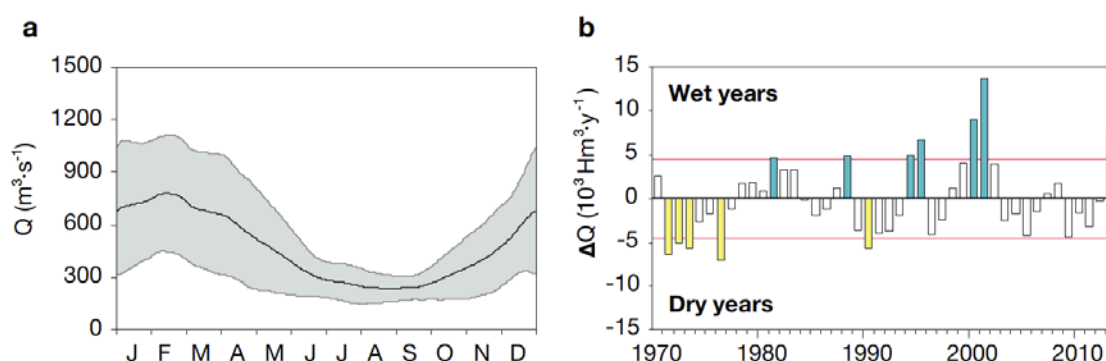 a
Q (m³·s⁻¹)
1500
1200
900
600
300
0
J F M A M J J A S O N D
b
ΔQ (10³ Hm³·y⁻¹)
15
10
5
0
-5
-10
-15
Wet years
Dry years
1970 1980 1990 2000 2010